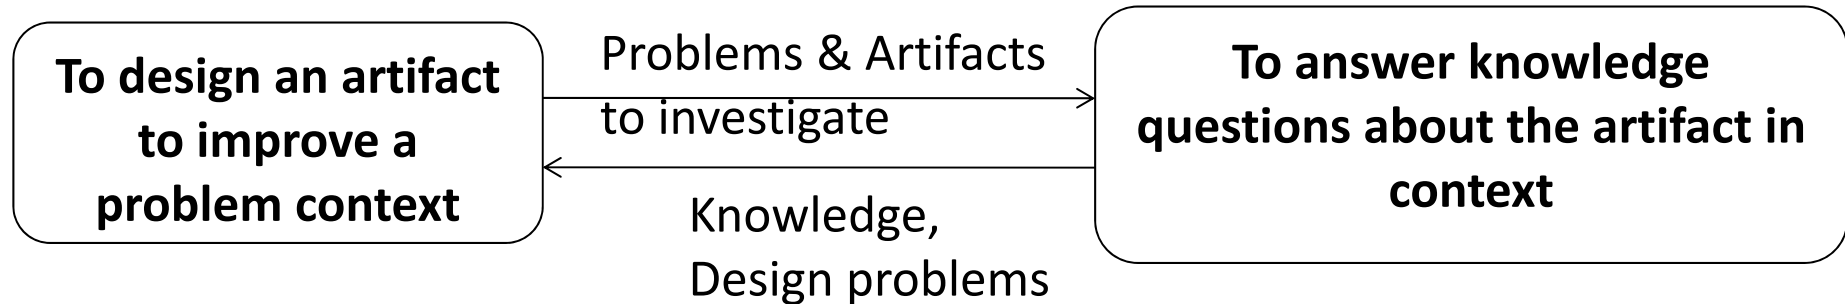 To design an artifact
to improve a
problem context
Problems & Artifacts
to investigate
Knowledge,
Design problems
To answer knowledge
questions about the artifact in
context